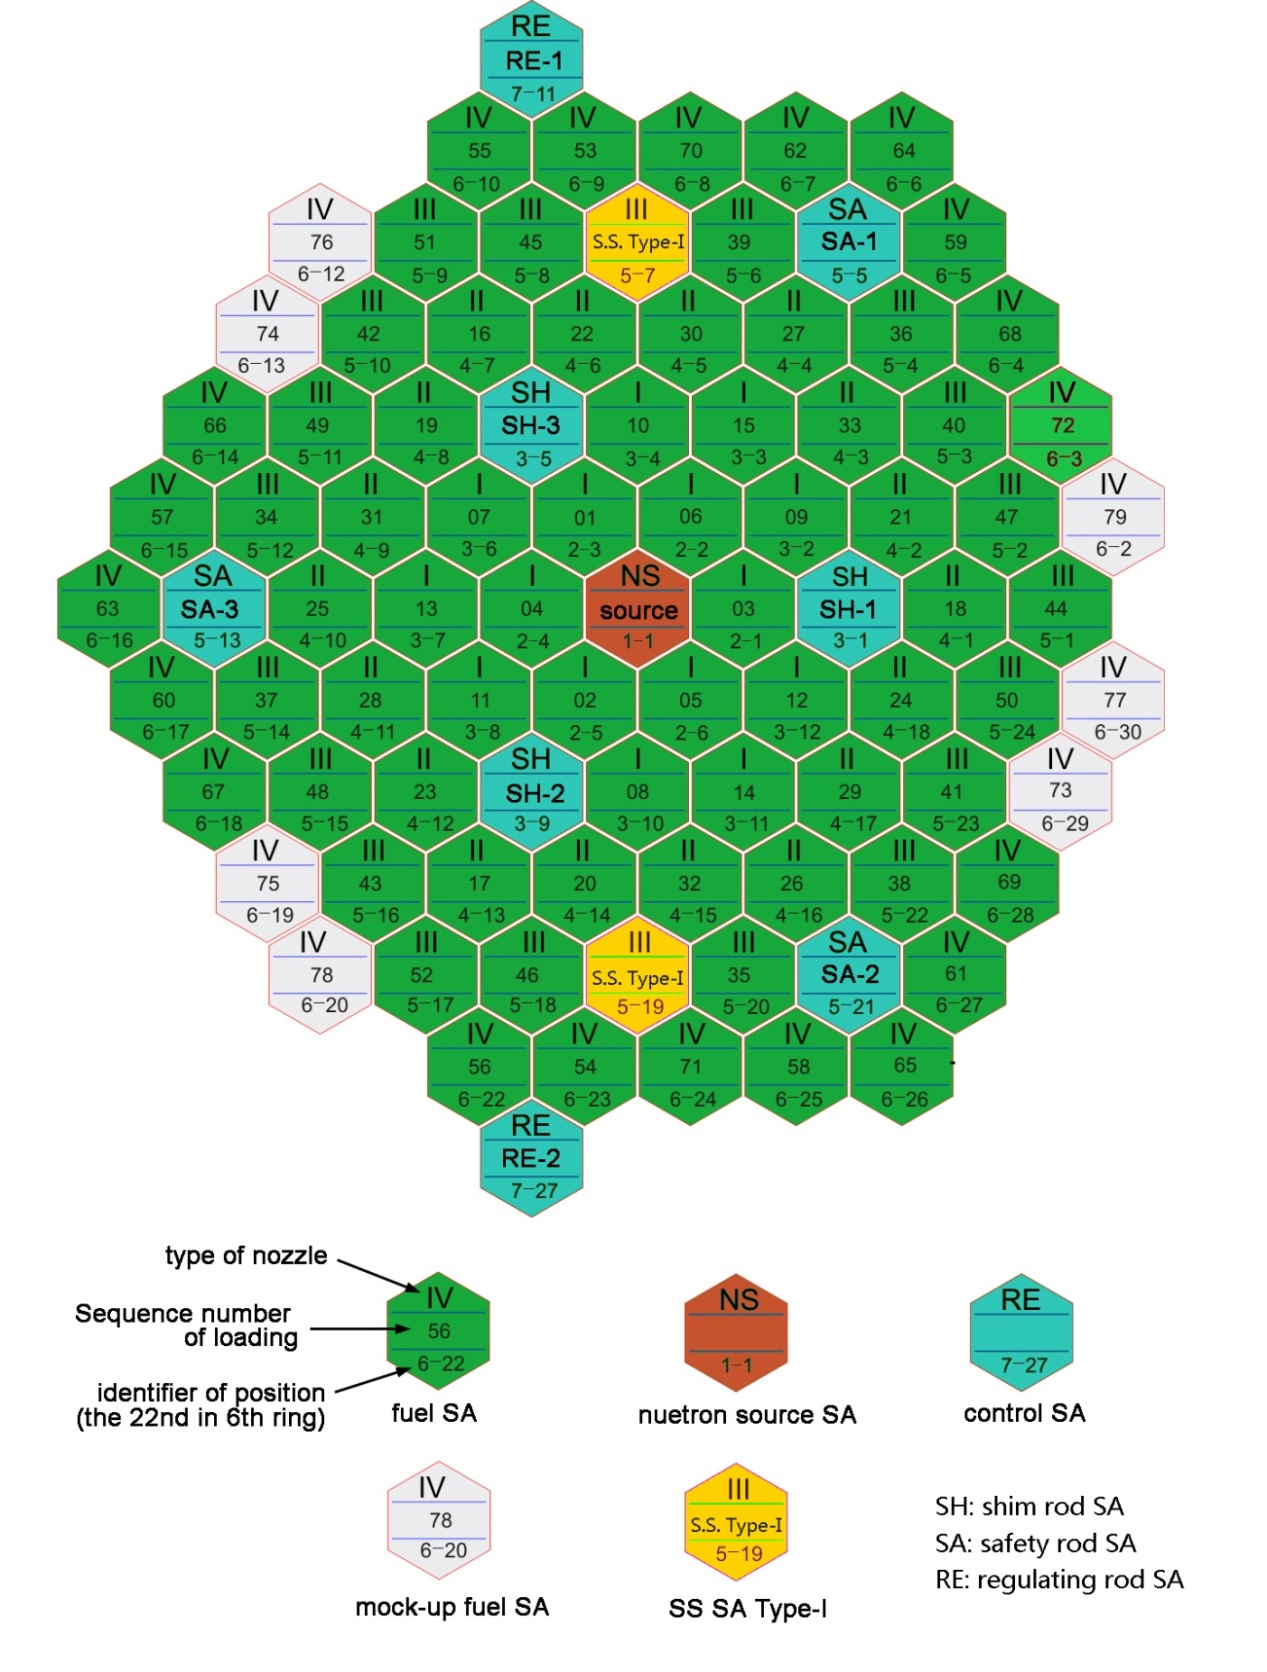 RE
RE-1
7-11
IV IV IV IV IV
55 53 70 62 64
6-10 6-9 6-8 6-7 6-6
IV III III III III SA IV
76 51 45 S.S. Type-I 39 SA-1 59
6-12 5-9 5-8 5-7 5-6 5-5 6-5
IV III II II II II III IV
74 42 16 22 30 27 36 68
6-13 5-10 4-7 4-6 4-5 4-4 5-4 6-4
IV III II SH I I II III IV
66 49 19 SH-3 10 15 33 40 72
6-14 5-11 4-8 3-5 3-4 3-3 4-3 5-3 6-3
IV III II I I I I II III IV
57 34 31 07 01 06 09 21 47 79
6-15 5-12 4-9 3-6 2-3 2-2 3-2 4-2 5-2 6-2
IV SA II I I NS I SH II III
63 SA-3 25 13 04 source 03 SH-1 18 44
6-16 5-13 4-10 3-7 2-4 1-1 2-1 3-1 4-1 5-1
IV III II I I I I II III IV
60 37 28 11 02 05 12 24 50 77
6-17 5-14 4-11 3-8 2-5 2-6 3-12 4-18 5-24 6-30
IV III II SH I I II III IV
67 48 23 SH-2 08 14 29 41 73
6-18 5-15 4-12 3-9 3-10 3-11 4-17 5-23 6-29
IV III II II II II III IV
75 43 17 20 32 26 38 69
6-19 5-16 4-13 4-14 4-15 4-16 5-22 6-28
IV III III III III SA IV
78 52 46 S.S. Type-I 35 SA-2 61
6-20 5-17 5-18 5-19 5-20 5-21 6-27
IV IV IV IV IV
56 54 71 58 65
6-22 6-23 6-24 6-25 6-26
RE
RE-2
7-27
type of nozzle
Sequence number
of loading
identifier of position
(the 22nd in 6th ring)
IV
56
6-22
fuel SA
NS
1-1
nuetron source SA
RE
7-27
control SA
IV
78
6-20
mock-up fuel SA
III
S.S. Type-I
5-19
SS SA Type-I
SH: shim rod SA
SA: safety rod SA
RE: regulating rod SA